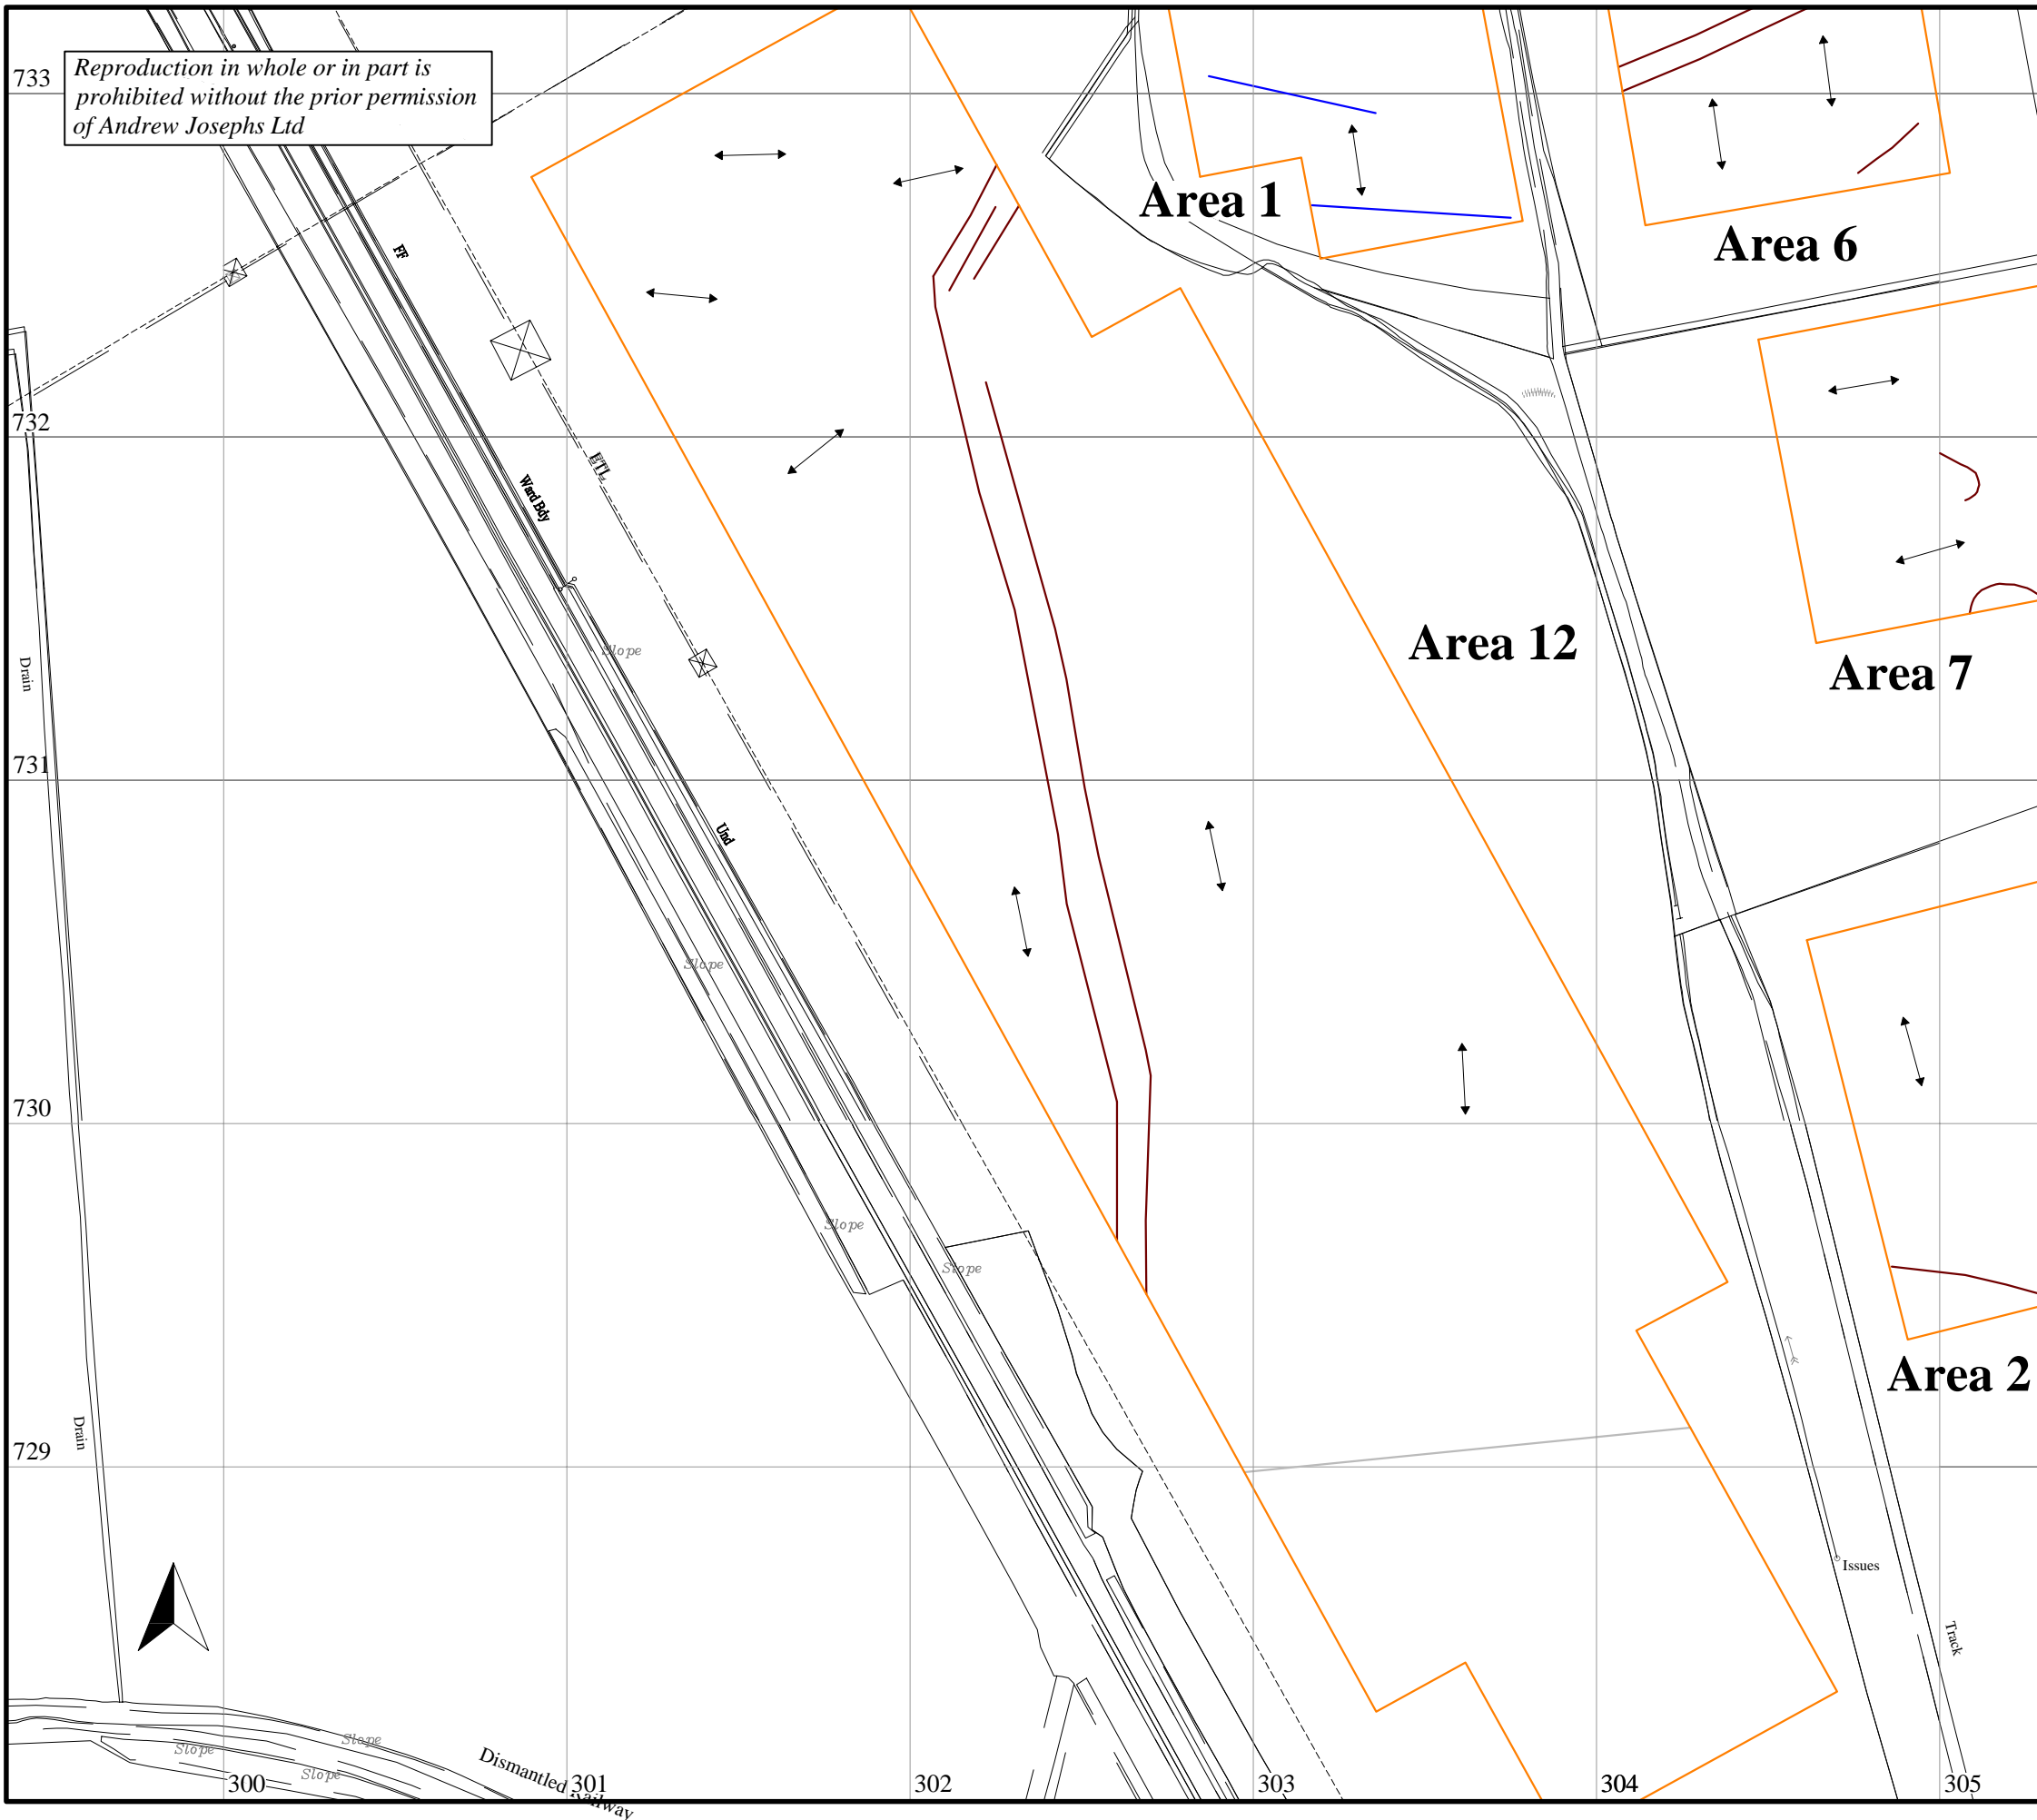 733
Reproduction in whole or in part is
prohibited without the prior permission
of Andrew Josephs Ltd
Area 1
Area 6
FF
732
ETL
Ward Bdy
Area 12
Area 7
Slope
Drain
731
Und
Slope
730
Slope
Slope
Area 2
729
Drain
Issues
Track
Slope
Slope
Slope
Dismantled Railway
300
301
302
303
304
305